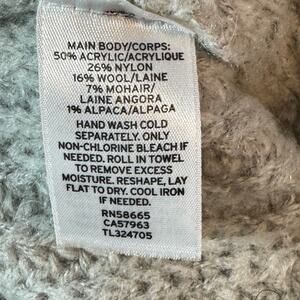 MAIN BODY/CORPS:
50% ACRYLIC/ACRYLIQUE
26% NYLON
16% WOOL/LAINE
7% MOHAIR/
LAINE ANGORA
1% ALPACA/ALPAGA
HAND WASH COLD
SEPARATELY. ONLY
NON-CHLORINE BLEACH IF
NEEDED. ROLL IN TOWEL
TO REMOVE EXCESS
MOISTURE. RESHAPE, LAY
FLAT TO DRY. COOL IRON
IF NEEDED.
RN58665
CA57963
TL324705